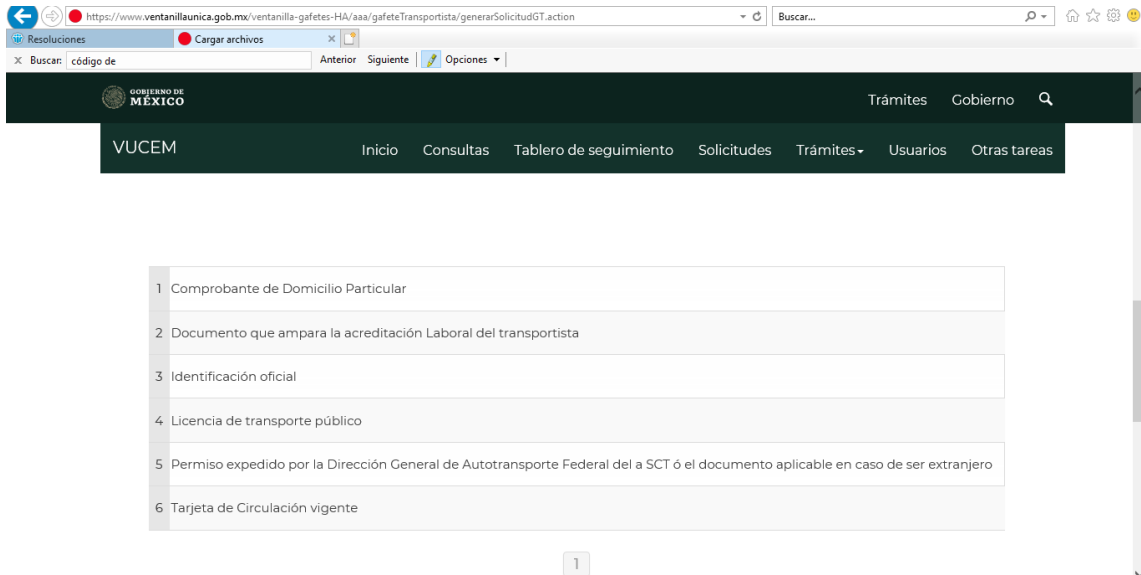 https://www.ventanillaunica.gob.mx/ventanilla-gafetes-HA/aaa/gafeteTransportista/generarSolicitudGT.action Buscar...
Resoluciones Cargar archivos
Buscar: código de Anterior Siguiente Opciones
GOBIERNO DE
MÉXICO
Trámites Gobierno
VUCEM Inicio Consultas Tablero de seguimiento Solicitudes Trámites Usuarios Otras tareas
1 Comprobante de Domicilio Particular
2 Documento que ampara la acreditación Laboral del transportista
3 Identificación oficial
4 Licencia de transporte público
5 Permiso expedido por la Dirección General de Autotransporte Federal del a SCT ó el documento aplicable en caso de ser extranjero
6 Tarjeta de Circulación vigente
1